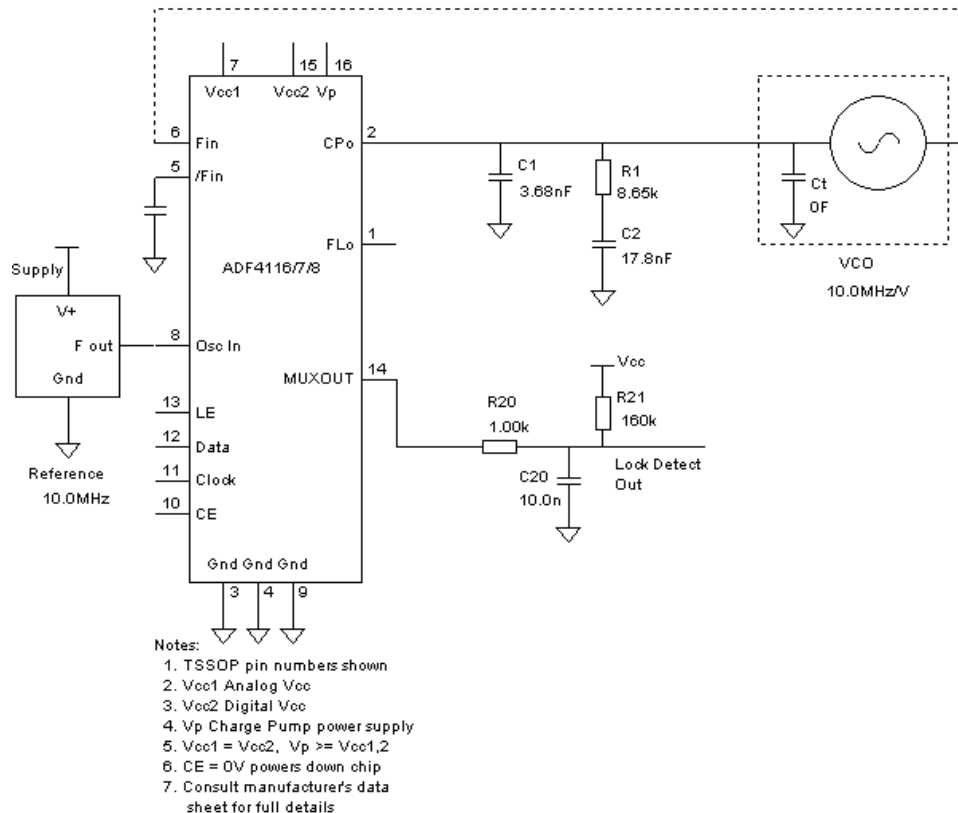 7
15
16
Vcc1
Vcc2 Vp
6
Fin
CPo
2
5
/Fin
C1
3.68nF
R1
8.65k
Ct
0F
C2
17.8nF
VCO
10.0MHz/V
FLo
1
ADF4116/7/8
Supply
V+
F out
Gnd
8
Osc In
MUXOUT
14
Vcc
R21
160k
R20
1.00k
C20
10.0n
Lock Detect
Out
13
LE
12
Data
11
Clock
10
CE
Reference
10.0MHz
Gnd Gnd Gnd
3
4
9
Notes:
1. TSSOP pin numbers shown
2. Vcc1 Analog Vcc
3. Vcc2 Digital Vcc
4. Vp Charge Pump power supply
5. Vcc1 = Vcc2, Vp >= Vcc1,2
6. CE = 0V powers down chip
7. Consult manufacturer's data
sheet for full details